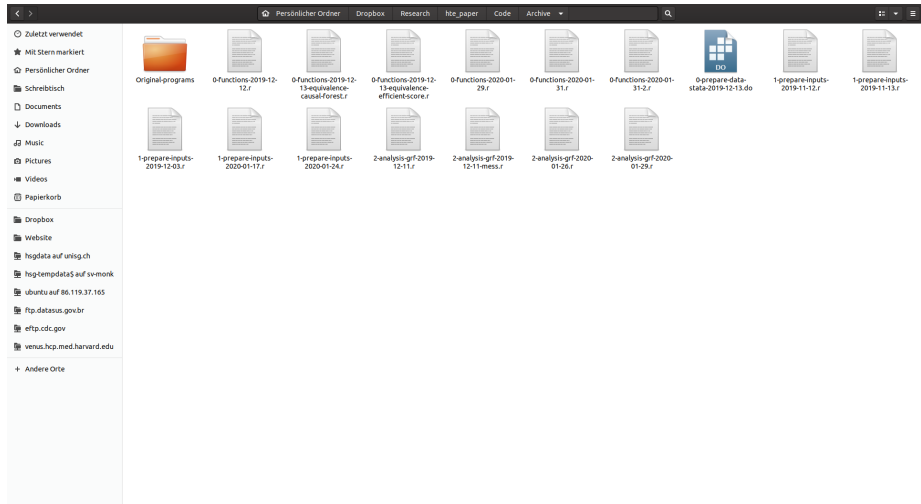 Persönlicher Ordner Dropbox Research hte_paper Code Archive
Zuletzt verwendet
Mit Stern markiert
Persönlicher Ordner
Schreibtisch
Documents
Downloads
Music
Pictures
Videos
Papierkorb
Dropbox
Website
hsgdata auf unisg.ch
hsg-tempdata$ auf sv-monk
ubuntu auf 86.119.37.165
ftp.datasus.gov.br
eftp.cdc.gov
venus.hcp.med.harvard.edu
+ Andere Orte
Original-programs
0-functions-2019-12-
12.r
0-functions-2019-12-
13-equivalence-
causal-forest.r
0-functions-2019-12-
13-equivalence-
efficient-score.r
0-functions-2020-01-
29.r
0-functions-2020-01-
31.r
0-functions-2020-01-
31-2.r
DO
0-prepare-data-
stata-2019-12-13.do
1-prepare-inputs-
2019-11-12.r
1-prepare-inputs-
2019-11-13.r
1-prepare-inputs-
2019-12-03.r
1-prepare-inputs-
2020-01-17.r
1-prepare-inputs-
2020-01-24.r
2-analysis-grf-2019-
12-11.r
2-analysis-grf-2019-
12-11-mess.r
2-analysis-grf-2020-
01-26.r
2-analysis-grf-2020-
01-29.r